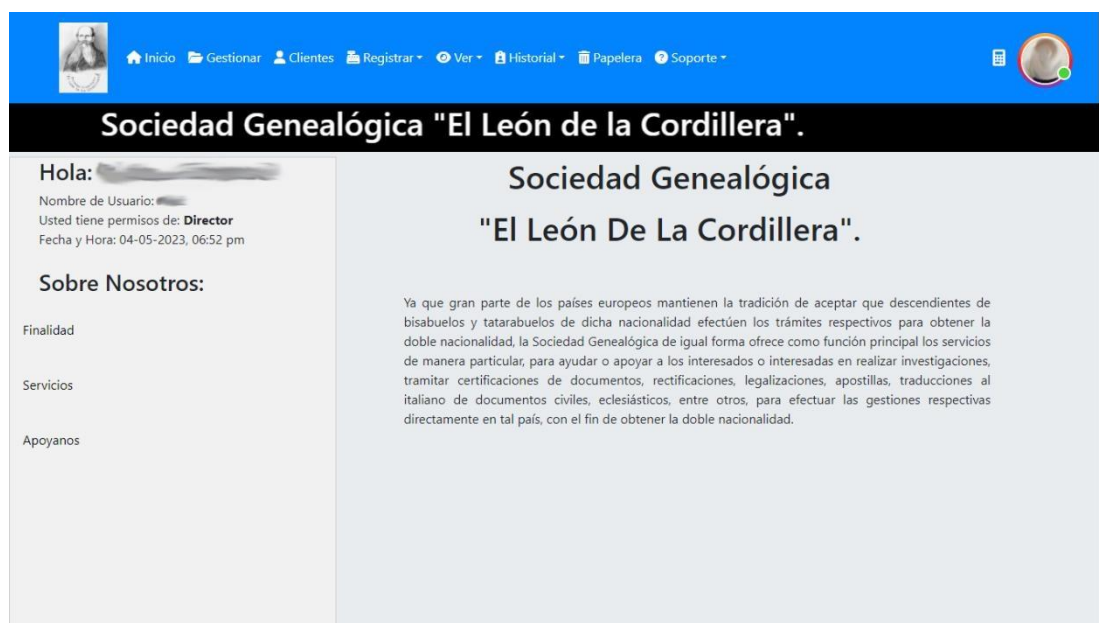 Inicio Gestionar Clientes Registrar Ver Historial Papelera Soporte
Sociedad Genealógica "El León de la Cordillera".
Hola:
Nombre de Usuario:
Usted tiene permisos de: Director
Fecha y Hora: 04-05-2023, 06:52 pm
Sobre Nosotros:
Finalidad
Servicios
Apoyanos
Sociedad Genealógica
"El León De La Cordillera".
Ya que gran parte de los países europeos mantienen la tradición de aceptar que descendientes de
bisabuelos y tatarabuelos de dicha nacionalidad efectúen los trámites respectivos para obtener la
doble nacionalidad, la Sociedad Genealógica de igual forma ofrece como función principal los servicios
de manera particular, para ayudar o apoyar a los interesados o interesadas en realizar investigaciones,
tramitar certificaciones de documentos, rectificaciones, legalizaciones, apostillas, traducciones al
italiano de documentos civiles, eclesiásticos, entre otros, para efectuar las gestiones respectivas
directamente en tal país, con el fin de obtener la doble nacionalidad.